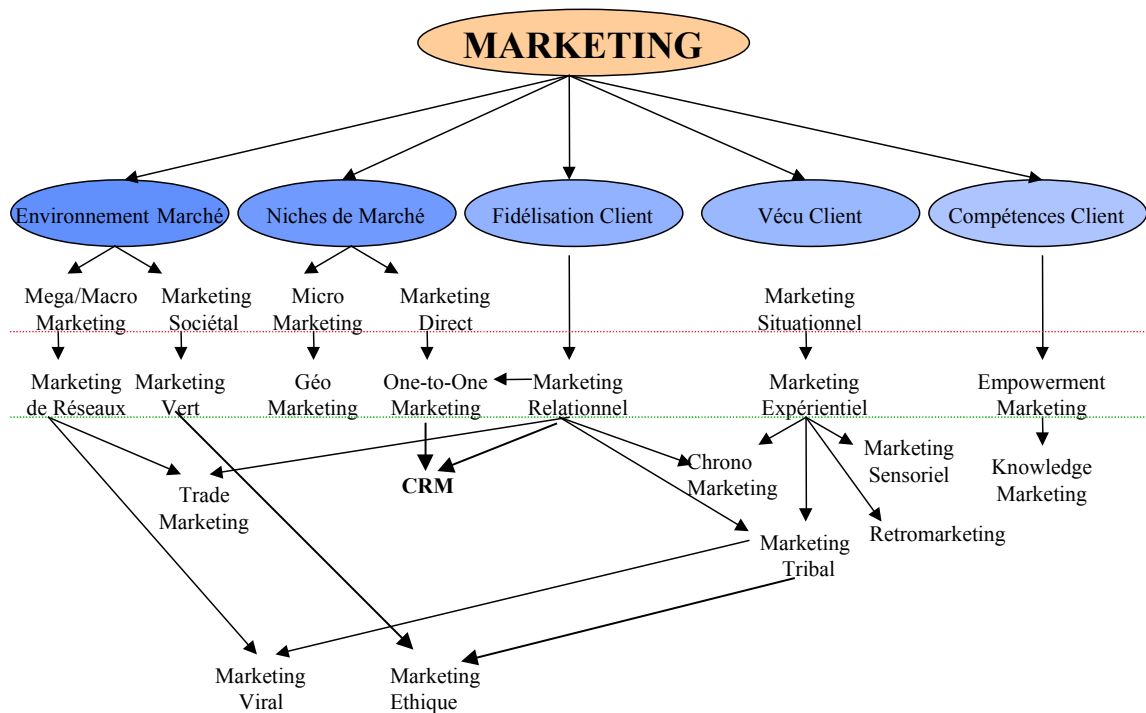 MARKETING
Environnement Marché
Niches de Marché
Fidélisation Client
Vécu Client
Compétences Client
Mega/Macro
Marketing
Marketing
Sociétal
Micro
Marketing
Marketing
Direct
Marketing
Situationnel
Marketing
de Réseaux
Marketing
Vert
Géo
Marketing
One-to-One
Marketing
Marketing
Relationnel
Marketing
Expérientiel
Empowerment
Marketing
Trade
Marketing
CRM
Chrono
Marketing
Marketing
Sensoriel
Knowledge
Marketing
Retromarketing
Marketing
Tribal
Marketing
Viral
Marketing
Ethique